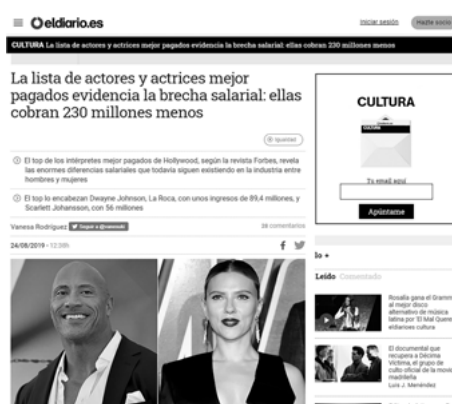 eldiario.es
Iniciar sesión
Hazte socio
CULTURA La lista de actores y actrices mejor pagados evidencia la brecha salarial: ellas cobran 230 millones menos
La lista de actores y actrices mejor
pagados evidencia la brecha salarial: ellas
cobran 230 millones menos
Igualdad
El top de los intérpretes mejor pagados de Hollywood, según la revista Forbes, revela
las enormes diferencias salariales que todavía siguen existiendo en la industria entre
hombres y mujeres
El top lo encabezan Dwayne Johnson, La Roca, con unos ingresos de 89,4 millones, y
Scarlett Johansson, con 56 millones
Vanesa Rodríguez
Seguir a
comentarios
24/08/2019 - 12:38h
CULTURA
CULTURA
Tu email aquí
Apúntame
lo +
Leído Comentado
Rosalía gana el Grammy
al mejor disco
alternativo de música
latina por 'El Mal Querer'
eldiarioes cultura
El documental que
recupera a Décima
Víctima, el grupo de
culto oficial de la movida
madrileña
Luis J. Menéndez